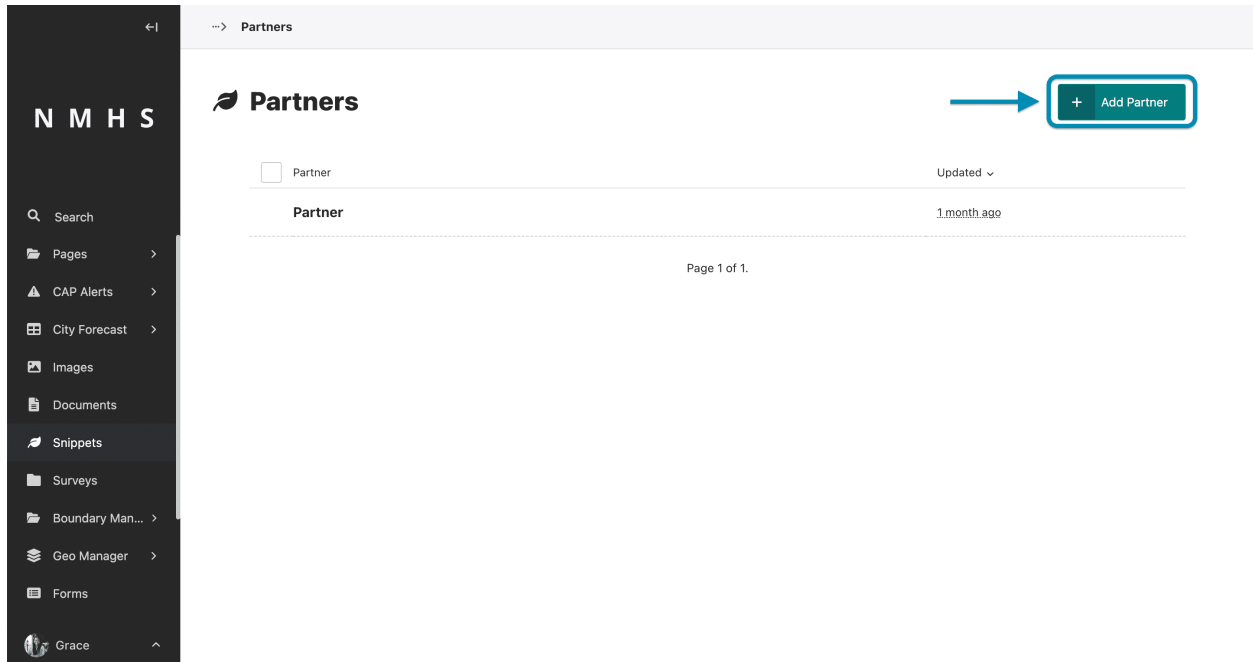 Partners
N M H S
Search
Pages
CAP Alerts
City Forecast
Images
Documents
Snippets
Surveys
Boundary Man...
Geo Manager
Forms
Grace
Partners
+ Add Partner
Partner Updated
Partner 1 month ago
Page 1 of 1.